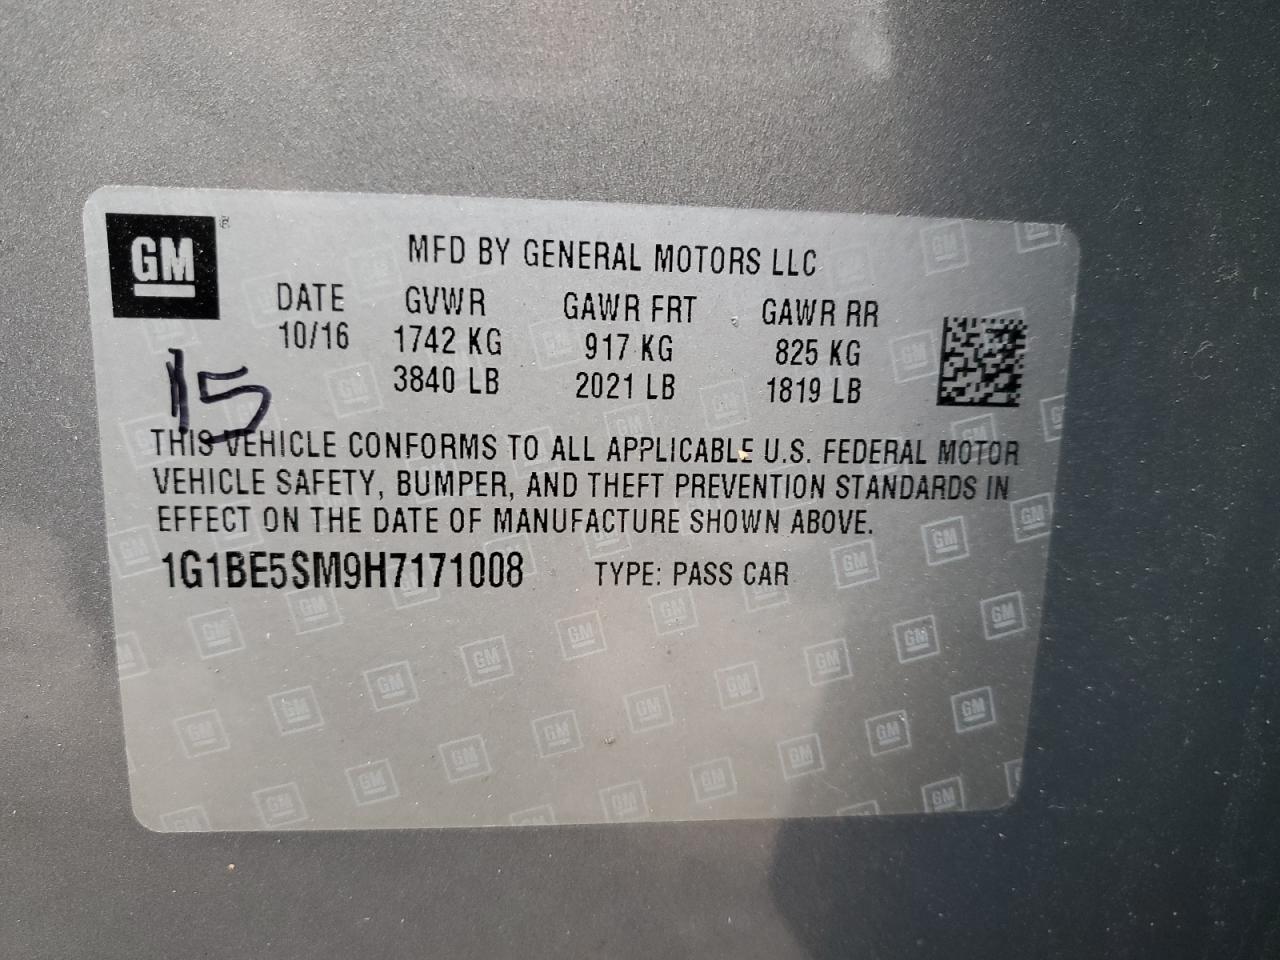 GM ®
MFD BY GENERAL MOTORS LLC
DATE GVWR GAWR FRT GAWR RR
10/16 1742 KG 917 KG 825 KG
3840 LB 2021 LB 1819 LB
15
THIS VEHICLE CONFORMS TO ALL APPLICABLE U.S. FEDERAL MOTOR
VEHICLE SAFETY, BUMPER, AND THEFT PREVENTION STANDARDS IN
EFFECT ON THE DATE OF MANUFACTURE SHOWN ABOVE.
1G1BE5SM9H7171008 TYPE: PASS CAR